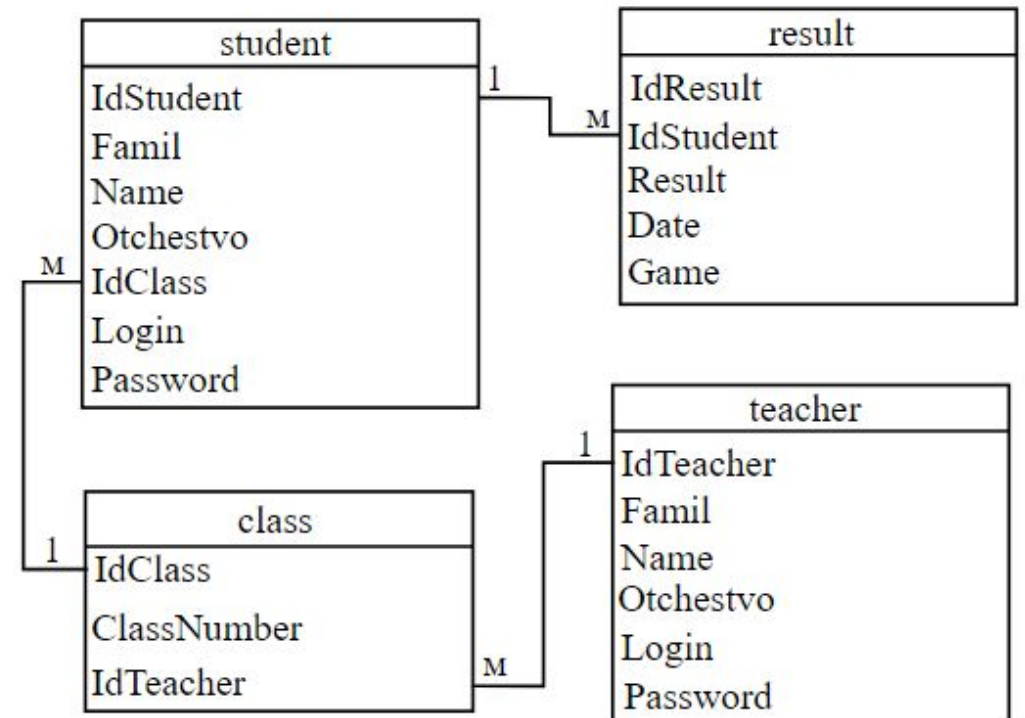 student
IdStudent
Famil
Name
Otchestvo
IdClass
Login
Password
1
M
M
1
result
IdResult
IdStudent
Result
Date
Game
class
IdClass
ClassNumber
IdTeacher
M
1
teacher
IdTeacher
Famil
Name
Otchestvo
Login
Password